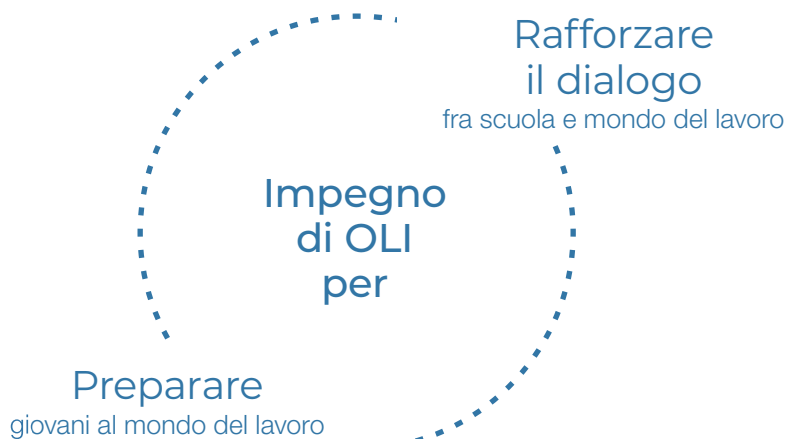 Rafforzare
il dialogo
fra scuola e mondo del lavoro
Impegno
di OLI
per
Preparare
giovani al mondo del lavoro